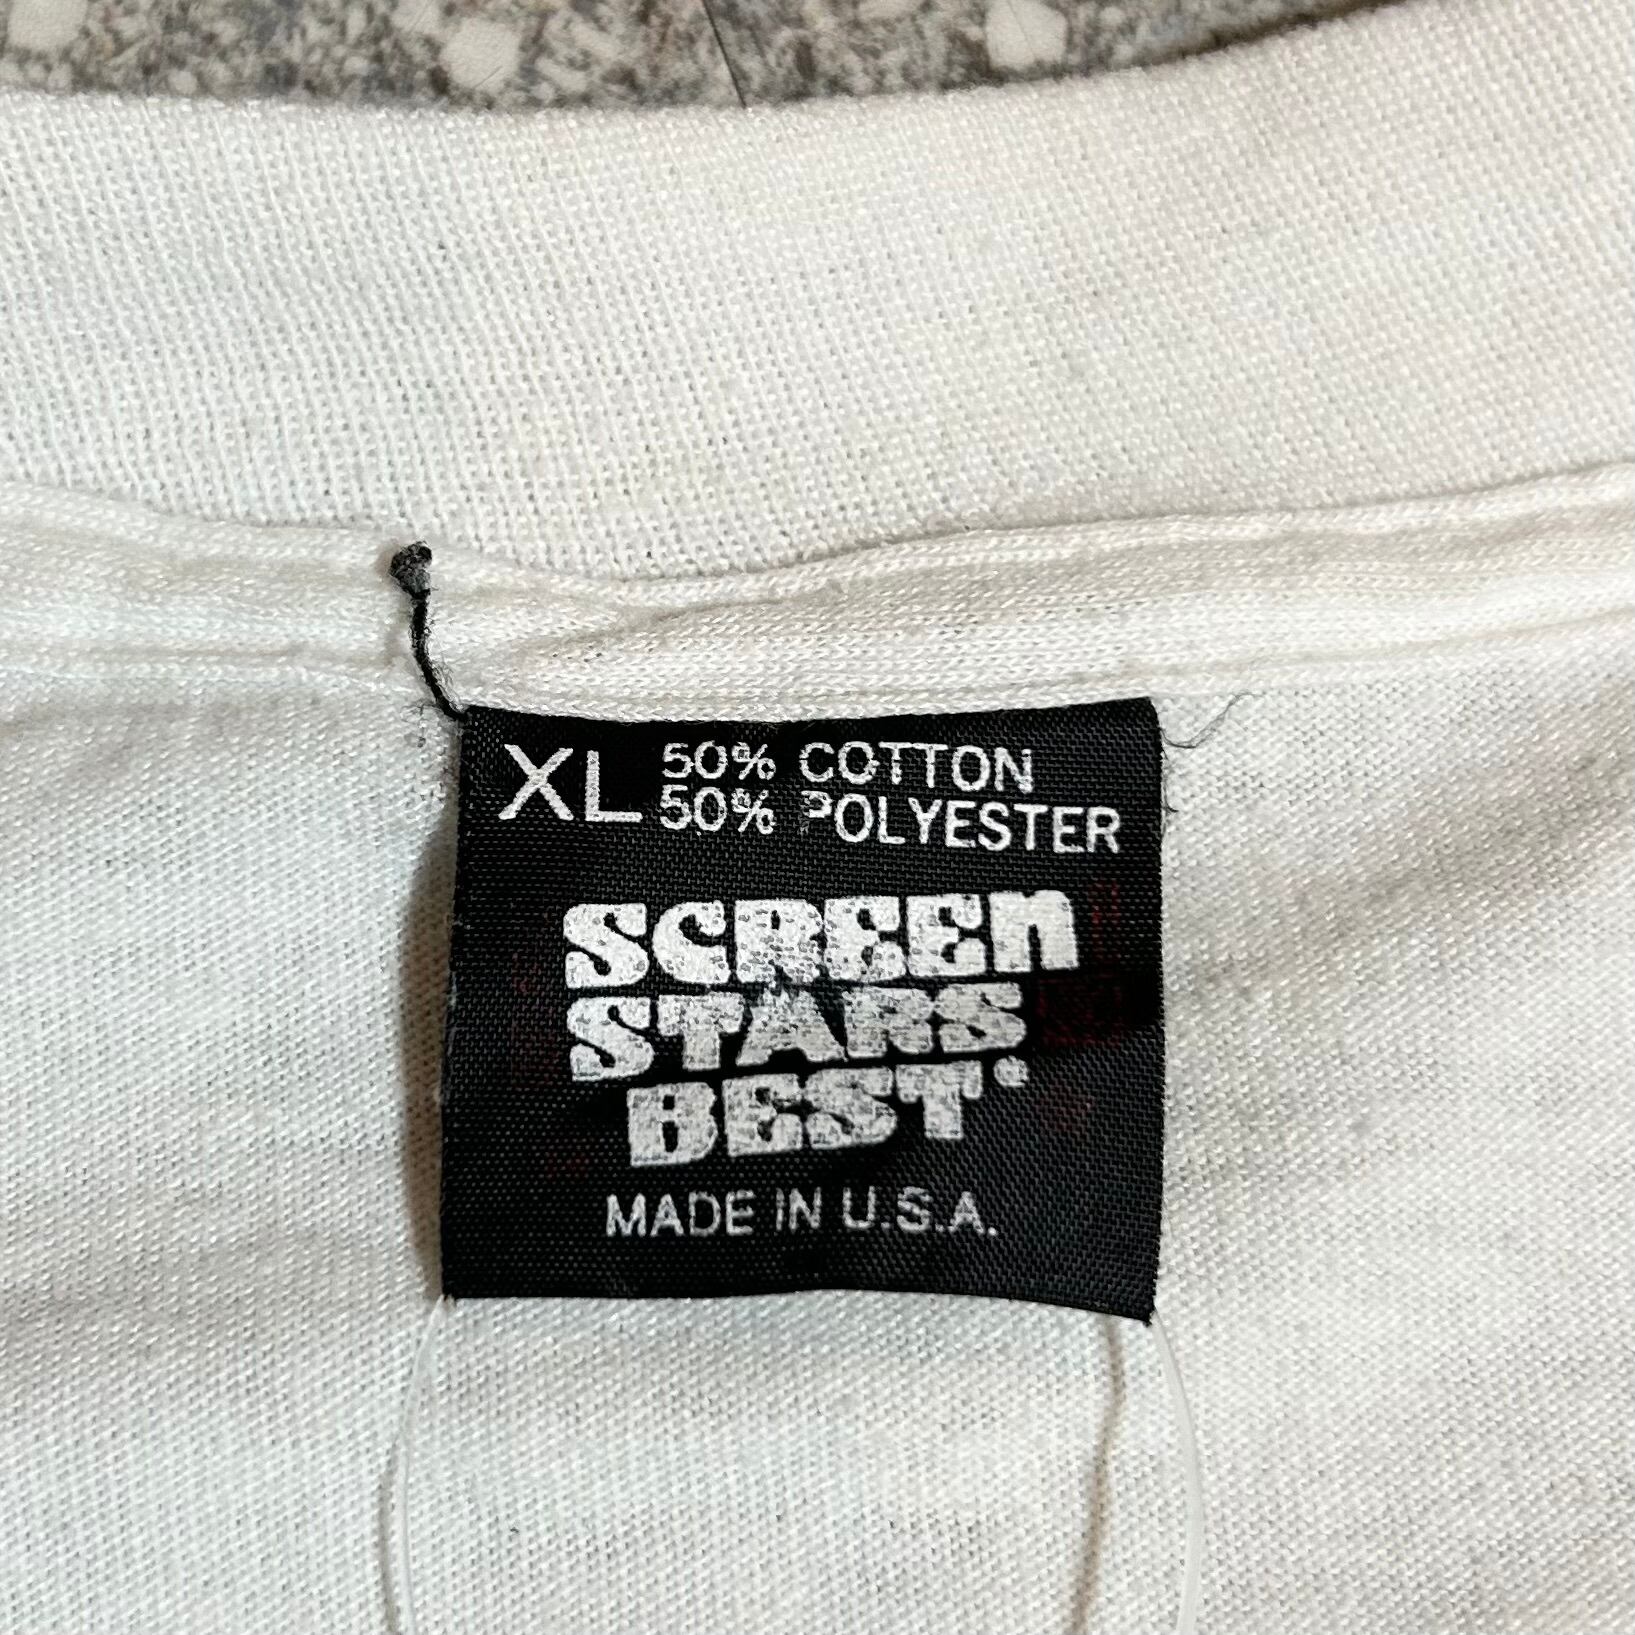 XL 50% COTTON
50% POLYESTER
SCREEn
STARS
BEST
MADE IN U.S.A.